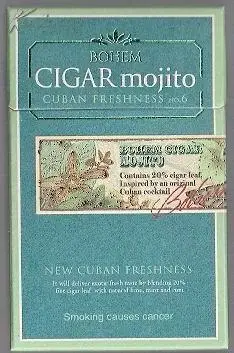 BOHEM
CIGAR mojito
CUBAN FRESHNESS NO.6
BOHEM CIGAR
MOJITO
Contains 20% cigar leaf,
Inspired by an original
Cuban cocktail
NEW CUBAN FRESHNESS
It will deliver exotic fresh taste by blending 20%
fine cigar leaf with natural lime, mint and rum.
Smoking causes cancer